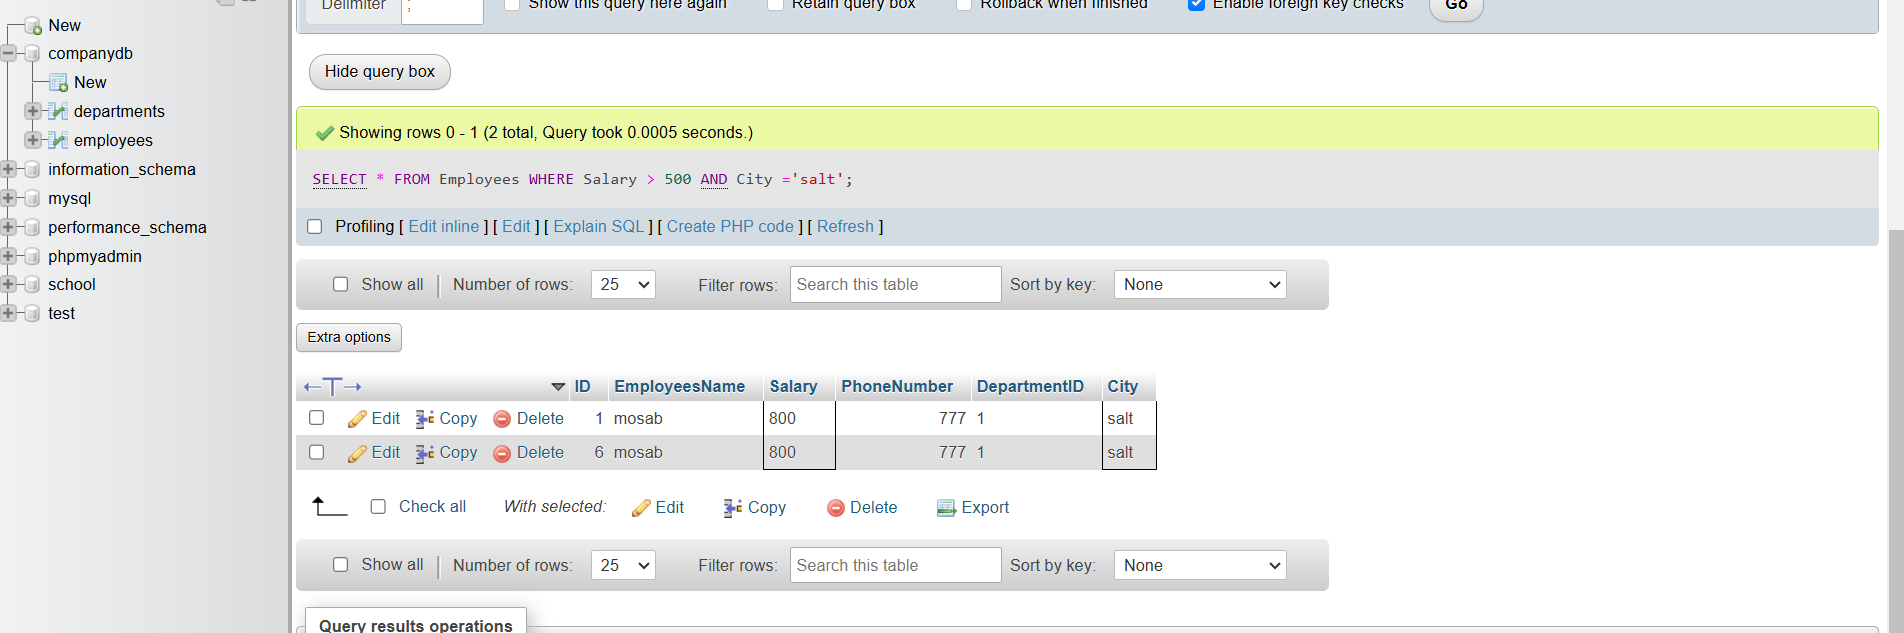 New
companydb
New
departments
employees
information_schema
mysql
performance_schema
phpmyadmin
school
test
Delimiter ; Show this query here again Retain query box Rollback when finished Enable foreign key checks Go
Hide query box
Showing rows 0 - 1 (2 total, Query took 0.0005 seconds.)
SELECT * FROM Employees WHERE Salary > 500 AND City ='salt';
Profiling [ Edit inline ] [ Edit ] [ Explain SQL ] [ Create PHP code ] [ Refresh ]
Show all Number of rows: 25 Filter rows: Search this table Sort by key: None
Extra options
ID EmployeesName Salary PhoneNumber DepartmentID City
Edit Copy Delete 1 mosab 800 777 1 salt
Edit Copy Delete 6 mosab 800 777 1 salt
Check all With selected: Edit Copy Delete Export
Show all Number of rows: 25 Filter rows: Search this table Sort by key: None
Query results operations